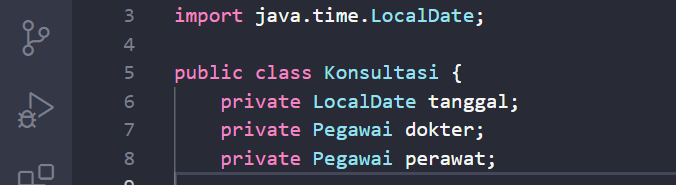 3 import java.time.LocalDate;
4
5 public class Konsultasi {
6 private LocalDate tanggal;
7 private Pegawai dokter;
8 private Pegawai perawat;